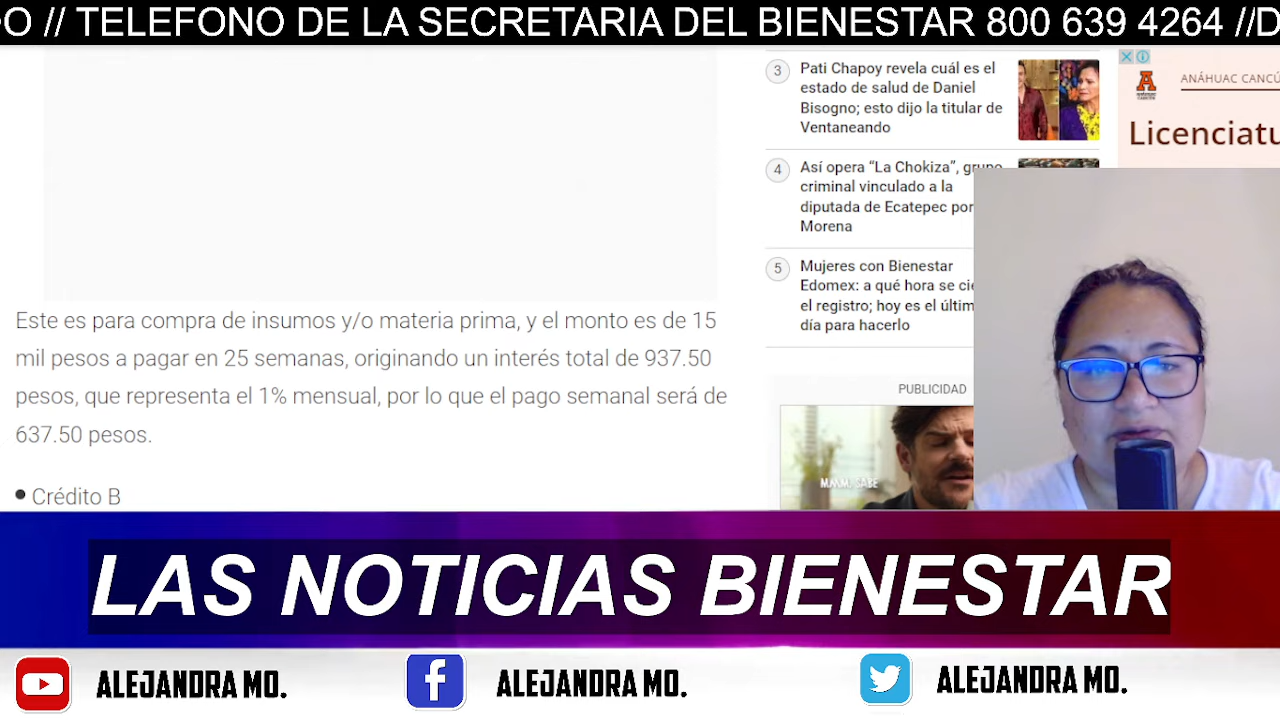 O // TELEFONO DE LA SECRETARIA DEL BIENESTAR 800 639 4264 //D
3
Pati Chapoy revela cuál es el
estado de salud de Daniel
Bisogno; esto dijo la titular de
Ventaneando
4
Así opera “La Chokiza”, grupo
criminal vinculado a la
diputada de Ecatepec por
Morena
5
Mujeres con Bienestar
Edomex: a qué hora se cie
el registro; hoy es el últim
día para hacerlo
ANÁHUAC CANCÚ
Licenciatu
PUBLICIDAD
MMM, SABE
Este es para compra de insumos y/o materia prima, y el monto es de 15
mil pesos a pagar en 25 semanas, originando un interés total de 937.50
pesos, que representa el 1% mensual, por lo que el pago semanal será de
637.50 pesos.
• Crédito B
LAS NOTICIAS BIENESTAR
ALEJANDRA MO.
ALEJANDRA MO.
ALEJANDRA MO.